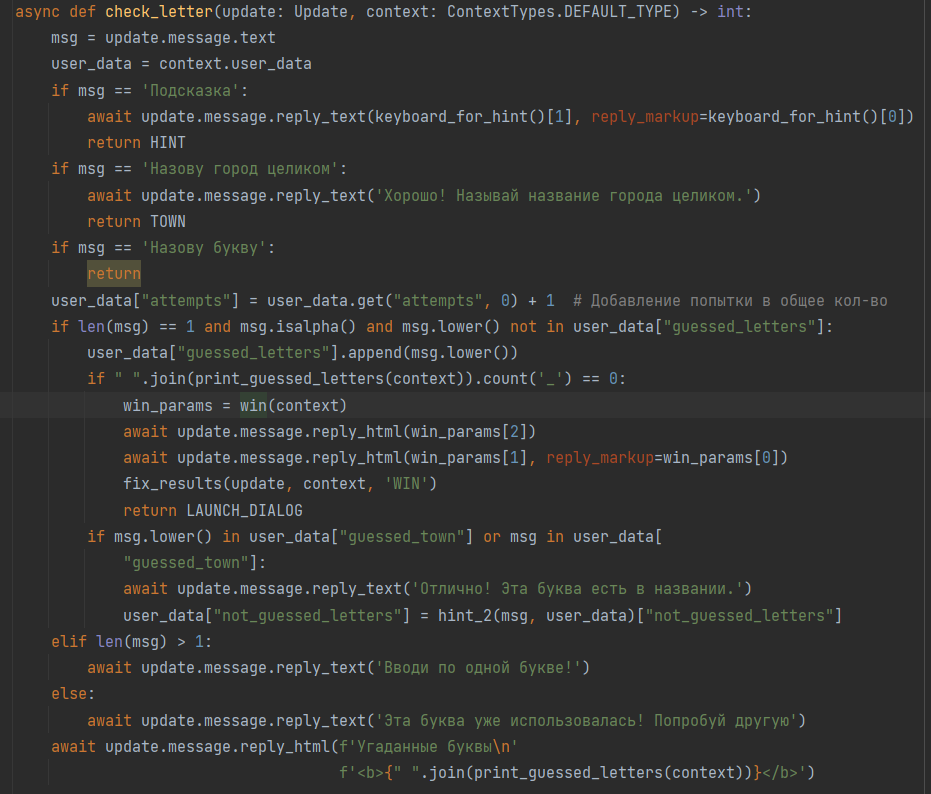 async def check_letter(update: Update, context: ContextTypes.DEFAULT_TYPE) -> int:
    msg = update.message.text
    user_data = context.user_data
    if msg == 'Подсказка':
        await update.message.reply_text(keyboard_for_hint()[1], reply_markup=keyboard_for_hint()[0])
        return HINT
    if msg == 'Назову город целиком':
        await update.message.reply_text('Хорошо! Называй название города целиком.')
        return TOWN
    if msg == 'Назову букву':
        return
    user_data["attempts"] = user_data.get("attempts", 0) + 1  # Добавление попытки в общее кол-во
    if len(msg) == 1 and msg.isalpha() and msg.lower() not in user_data["guessed_letters"]:
        user_data["guessed_letters"].append(msg.lower())
        if " ".join(print_guessed_letters(context)).count('_') == 0:
            win_params = win(context)
            await update.message.reply_html(win_params[2])
            await update.message.reply_html(win_params[1], reply_markup=win_params[0])
            fix_results(update, context, 'WIN')
            return LAUNCH_DIALOG
        if msg.lower() in user_data["guessed_town"] or msg in user_data[
            "guessed_town"]:
            await update.message.reply_text('Отлично! Эта буква есть в названии.')
            user_data["not_guessed_letters"] = hint_2(msg, user_data)["not_guessed_letters"]
    elif len(msg) > 1:
        await update.message.reply_text('Вводи по одной букве!')
    else:
        await update.message.reply_text('Эта буква уже использовалась! Попробуй другую')
    await update.message.reply_html(f'Угаданные буквы\n'
                                    f'<b>{" ".join(print_guessed_letters(context))}</b>')